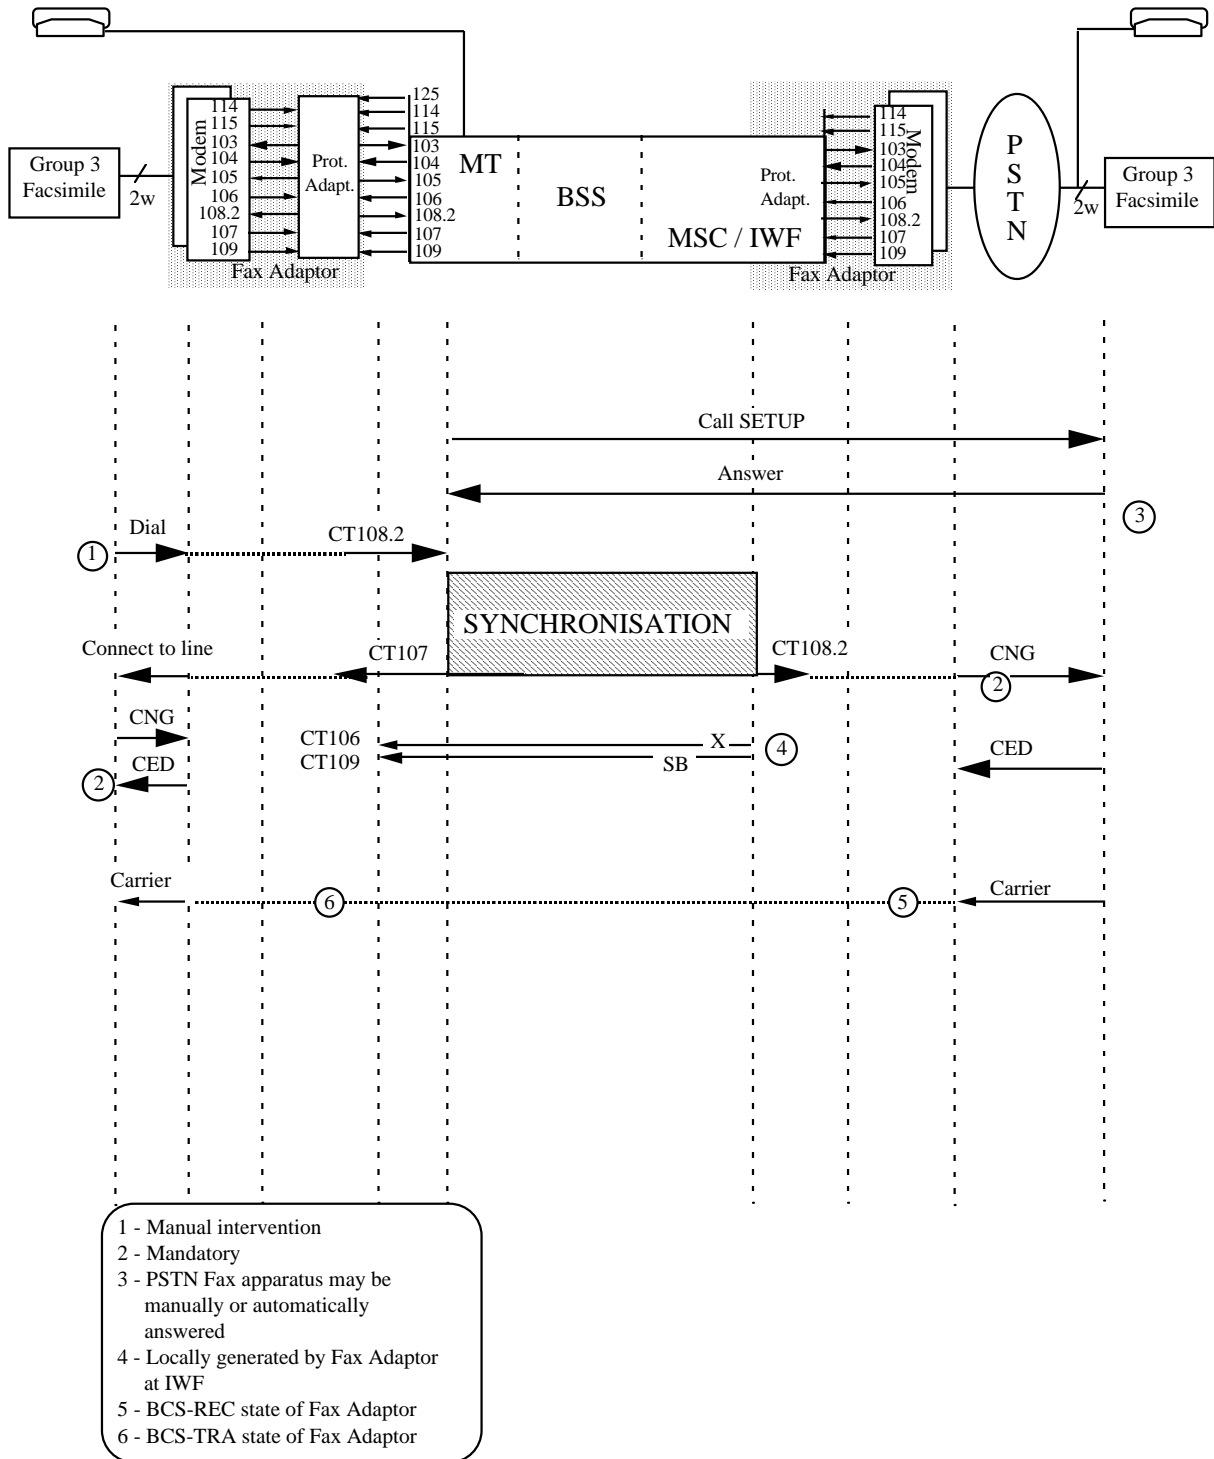 125
114
114
114
115
115
115
103
103
103
104
104
104
105
105
105
106
106
106
108.2
108.2
108.2
107
107
107
109
109
109
Modem
Modem
Prot.
Adapt.
MT
BSS
MSC / IWF
Prot.
Adapt.
P
S
T
N
Group 3
Facsimile
2w
Group 3
Facsimile
2w
Fax Adaptor
Fax Adaptor
Call SETUP
Answer
3
Dial
CT108.2
1
SYNCHRONISATION
Connect to line
CT107
CT108.2
CNG
2
CNG
CT106
X
4
CED
CT109
SB
CED
2
Carrier
6
5
Carrier
1 - Manual intervention
2 - Mandatory
3 - PSTN Fax apparatus may be
manually or automatically
answered
4 - Locally generated by Fax Adaptor
at IWF
5 - BCS-REC state of Fax Adaptor
6 - BCS-TRA state of Fax Adaptor